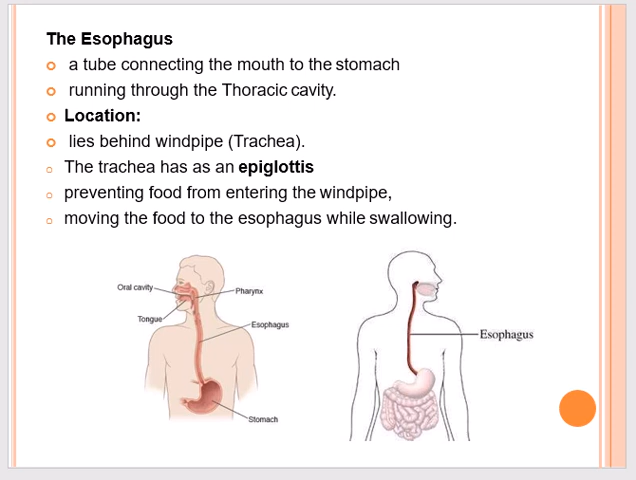 The Esophagus
a tube connecting the mouth to the stomach
running through the Thoracic cavity.
Location:
lies behind windpipe (Trachea).
The trachea has as an epiglottis
preventing food from entering the windpipe,
moving the food to the esophagus while swallowing.
Oral cavity
Pharynx
Tongue
Esophagus
Stomach
Esophagus